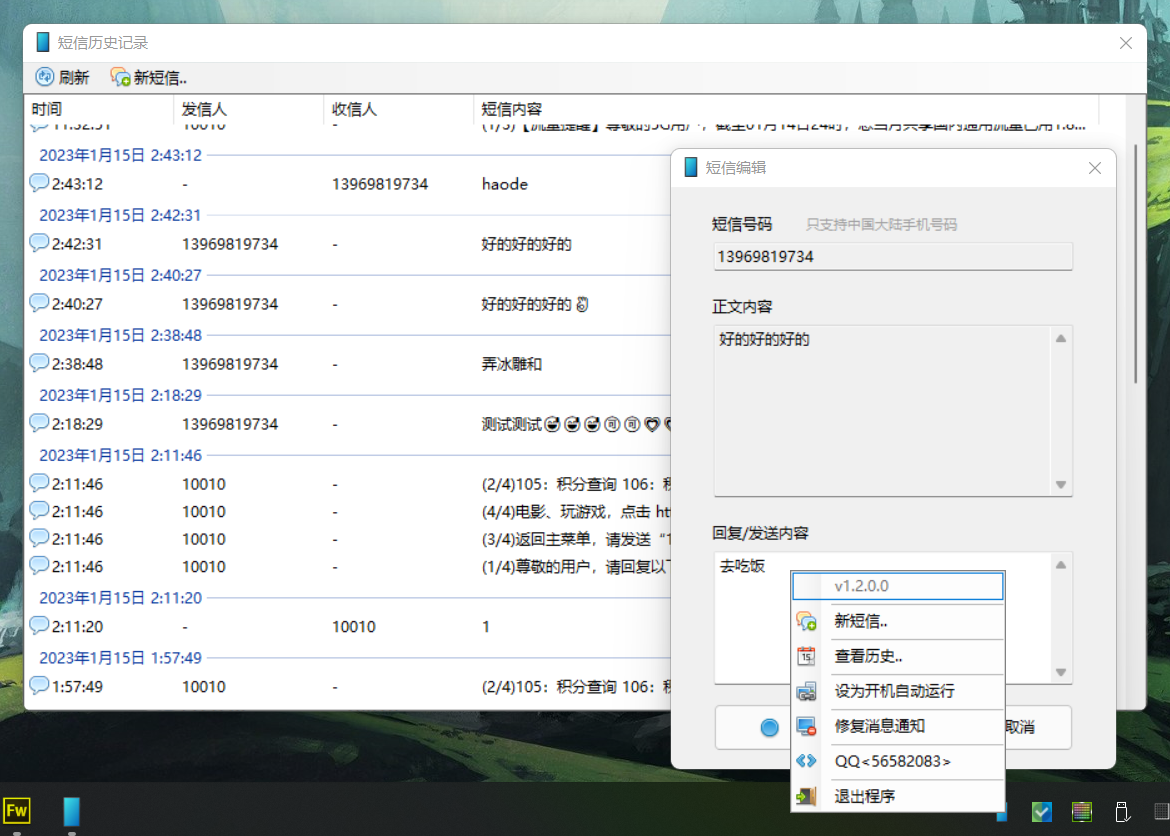 短信历史记录
刷新 新短信..
时间 发信人 收信人 短信内容
11:32:51 10010 - (1/3)【流量提醒】尊敬的5G用户，截至01月14日24时，您当月共享国内通用流量已用1.8...
2023年1月15日 2:43:12
2:43:12 - 13969819734 haode
2023年1月15日 2:42:31
2:42:31 13969819734 - 好的好的好的
2023年1月15日 2:40:27
2:40:27 13969819734 - 好的好的好的
2023年1月15日 2:38:48
2:38:48 13969819734 - 弄冰雕和
2023年1月15日 2:18:29
2:18:29 13969819734 - 测试测试😅😅😅🉑🉑
2023年1月15日 2:11:46
2:11:46 10010 - (2/4)105：积分查询 106：
2:11:46 10010 - (4/4)电影、玩游戏，点击
2:11:46 10010 - (3/4)返回主菜单，请发送“
2:11:46 10010 - (1/4)尊敬的用户，请回复以
2023年1月15日 2:11:20
2:11:20 - 10010 1
2023年1月15日 1:57:49
1:57:49 10010 - (2/4)105：积分查询 106：
短信编辑
短信号码 只支持中国大陆手机号码
13969819734
正文内容
好的好的好的
回复/发送内容
去吃饭
取消
v1.2.0.0
新短信..
查看历史..
设为开机自动运行
修复消息通知
QQ<56582083>
退出程序
Fw